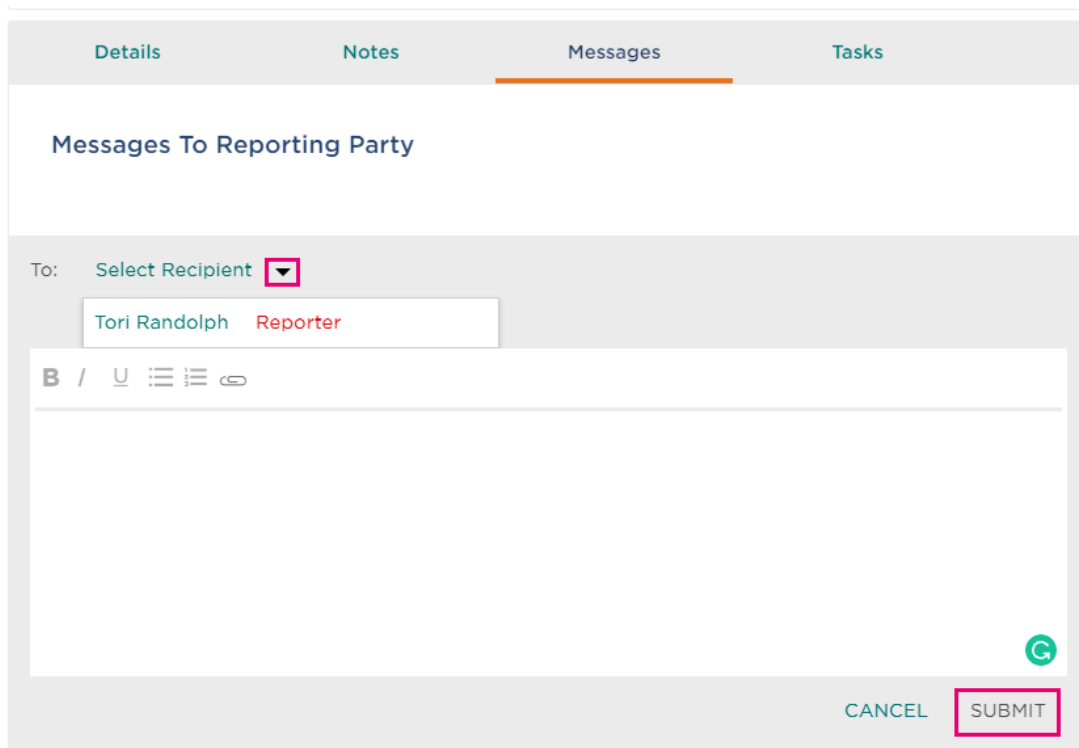 Details Notes Messages Tasks
Messages To Reporting Party
To: Select Recipient
Tori Randolph Reporter
B I U
CANCEL SUBMIT